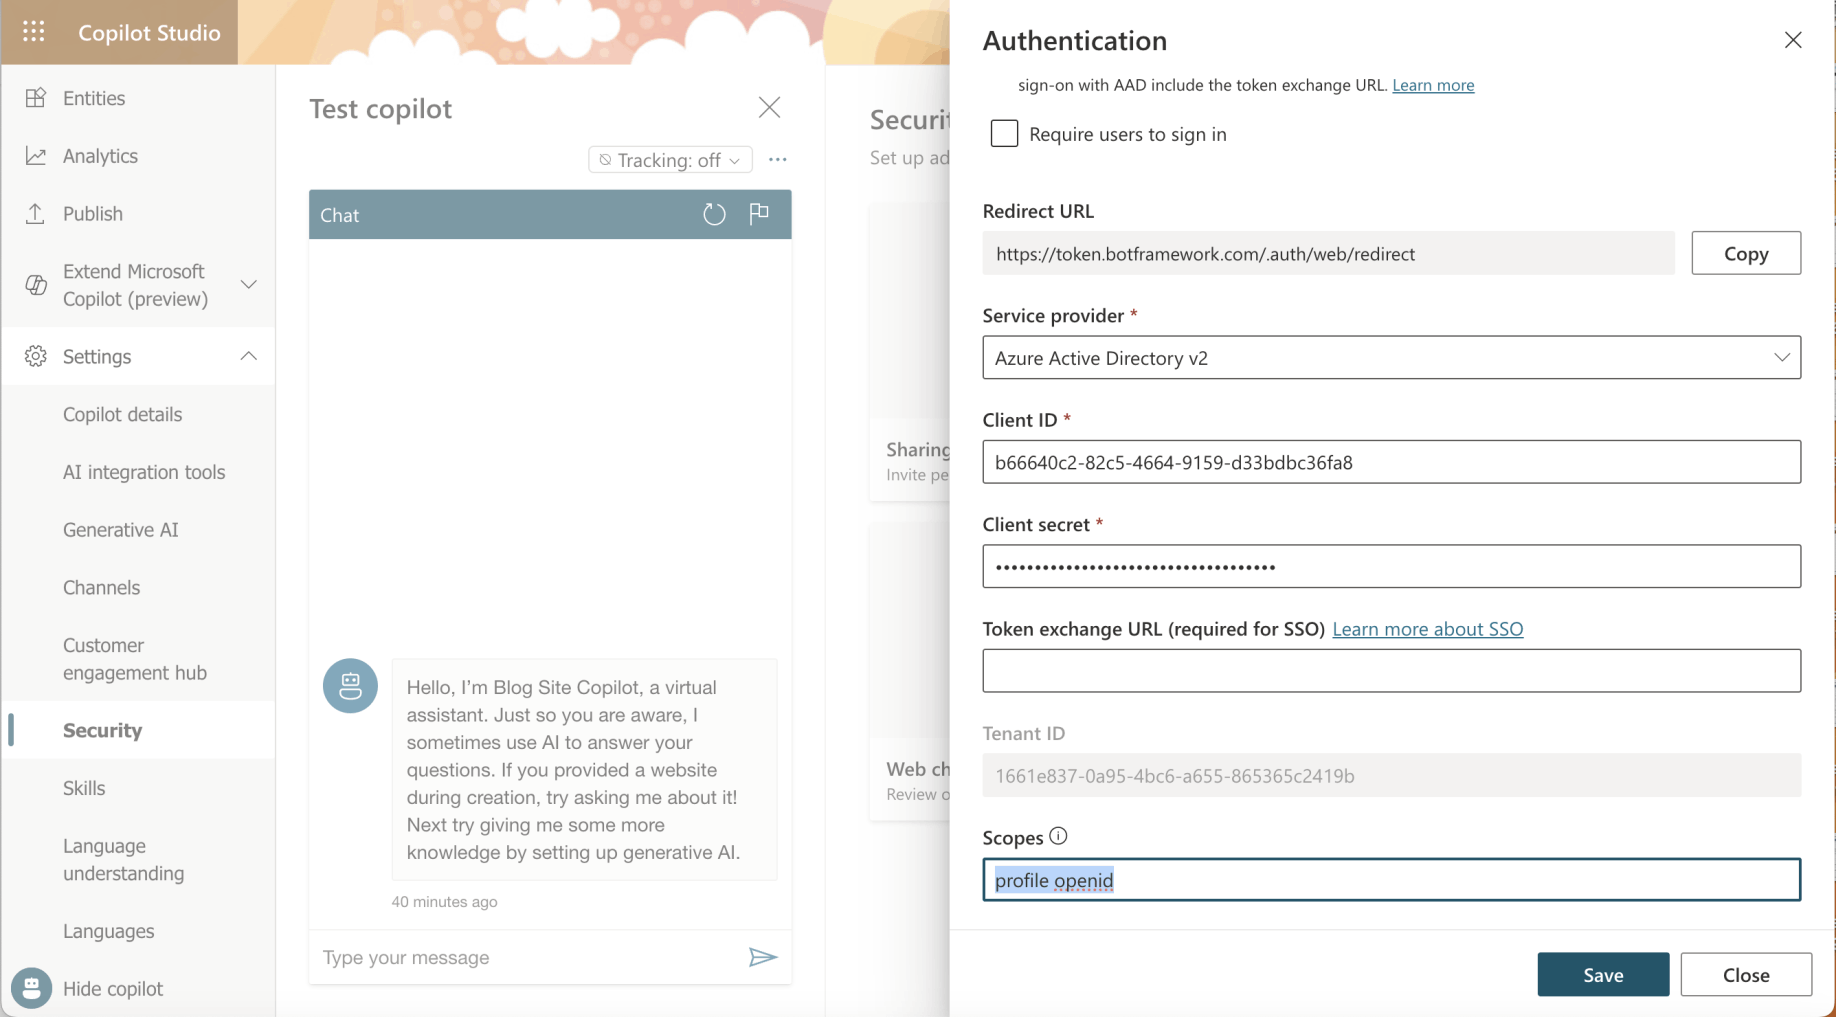 Copilot Studio
Entities
Analytics
Publish
Extend Microsoft
Copilot (preview)
Settings
Copilot details
AI integration tools
Generative AI
Channels
Customer
engagement hub
Security
Skills
Language
understanding
Languages
Hide copilot
Test copilot
Tracking: off
Chat
Hello, I'm Blog Site Copilot, a virtual
assistant. Just so you are aware, I
sometimes use AI to answer your
questions. If you provided a website
during creation, try asking me about it!
Next try giving me some more
knowledge by setting up generative AI.
40 minutes ago
Type your message
Securit
Set up ad
Sharing
Invite pe
Web ch
Review o
Authentication
sign-on with AAD include the token exchange URL. Learn more
Require users to sign in
Redirect URL
https://token.botframework.com/.auth/web/redirect
Copy
Service provider *
Azure Active Directory v2
Client ID *
b66640c2-82c5-4664-9159-d33bdbc36fa8
Client secret *
••••••••••••••••••••••••••••••••••••
Token exchange URL (required for SSO) Learn more about SSO
Tenant ID
1661e837-0a95-4bc6-a655-865365c2419b
Scopes
profile openid
Save
Close